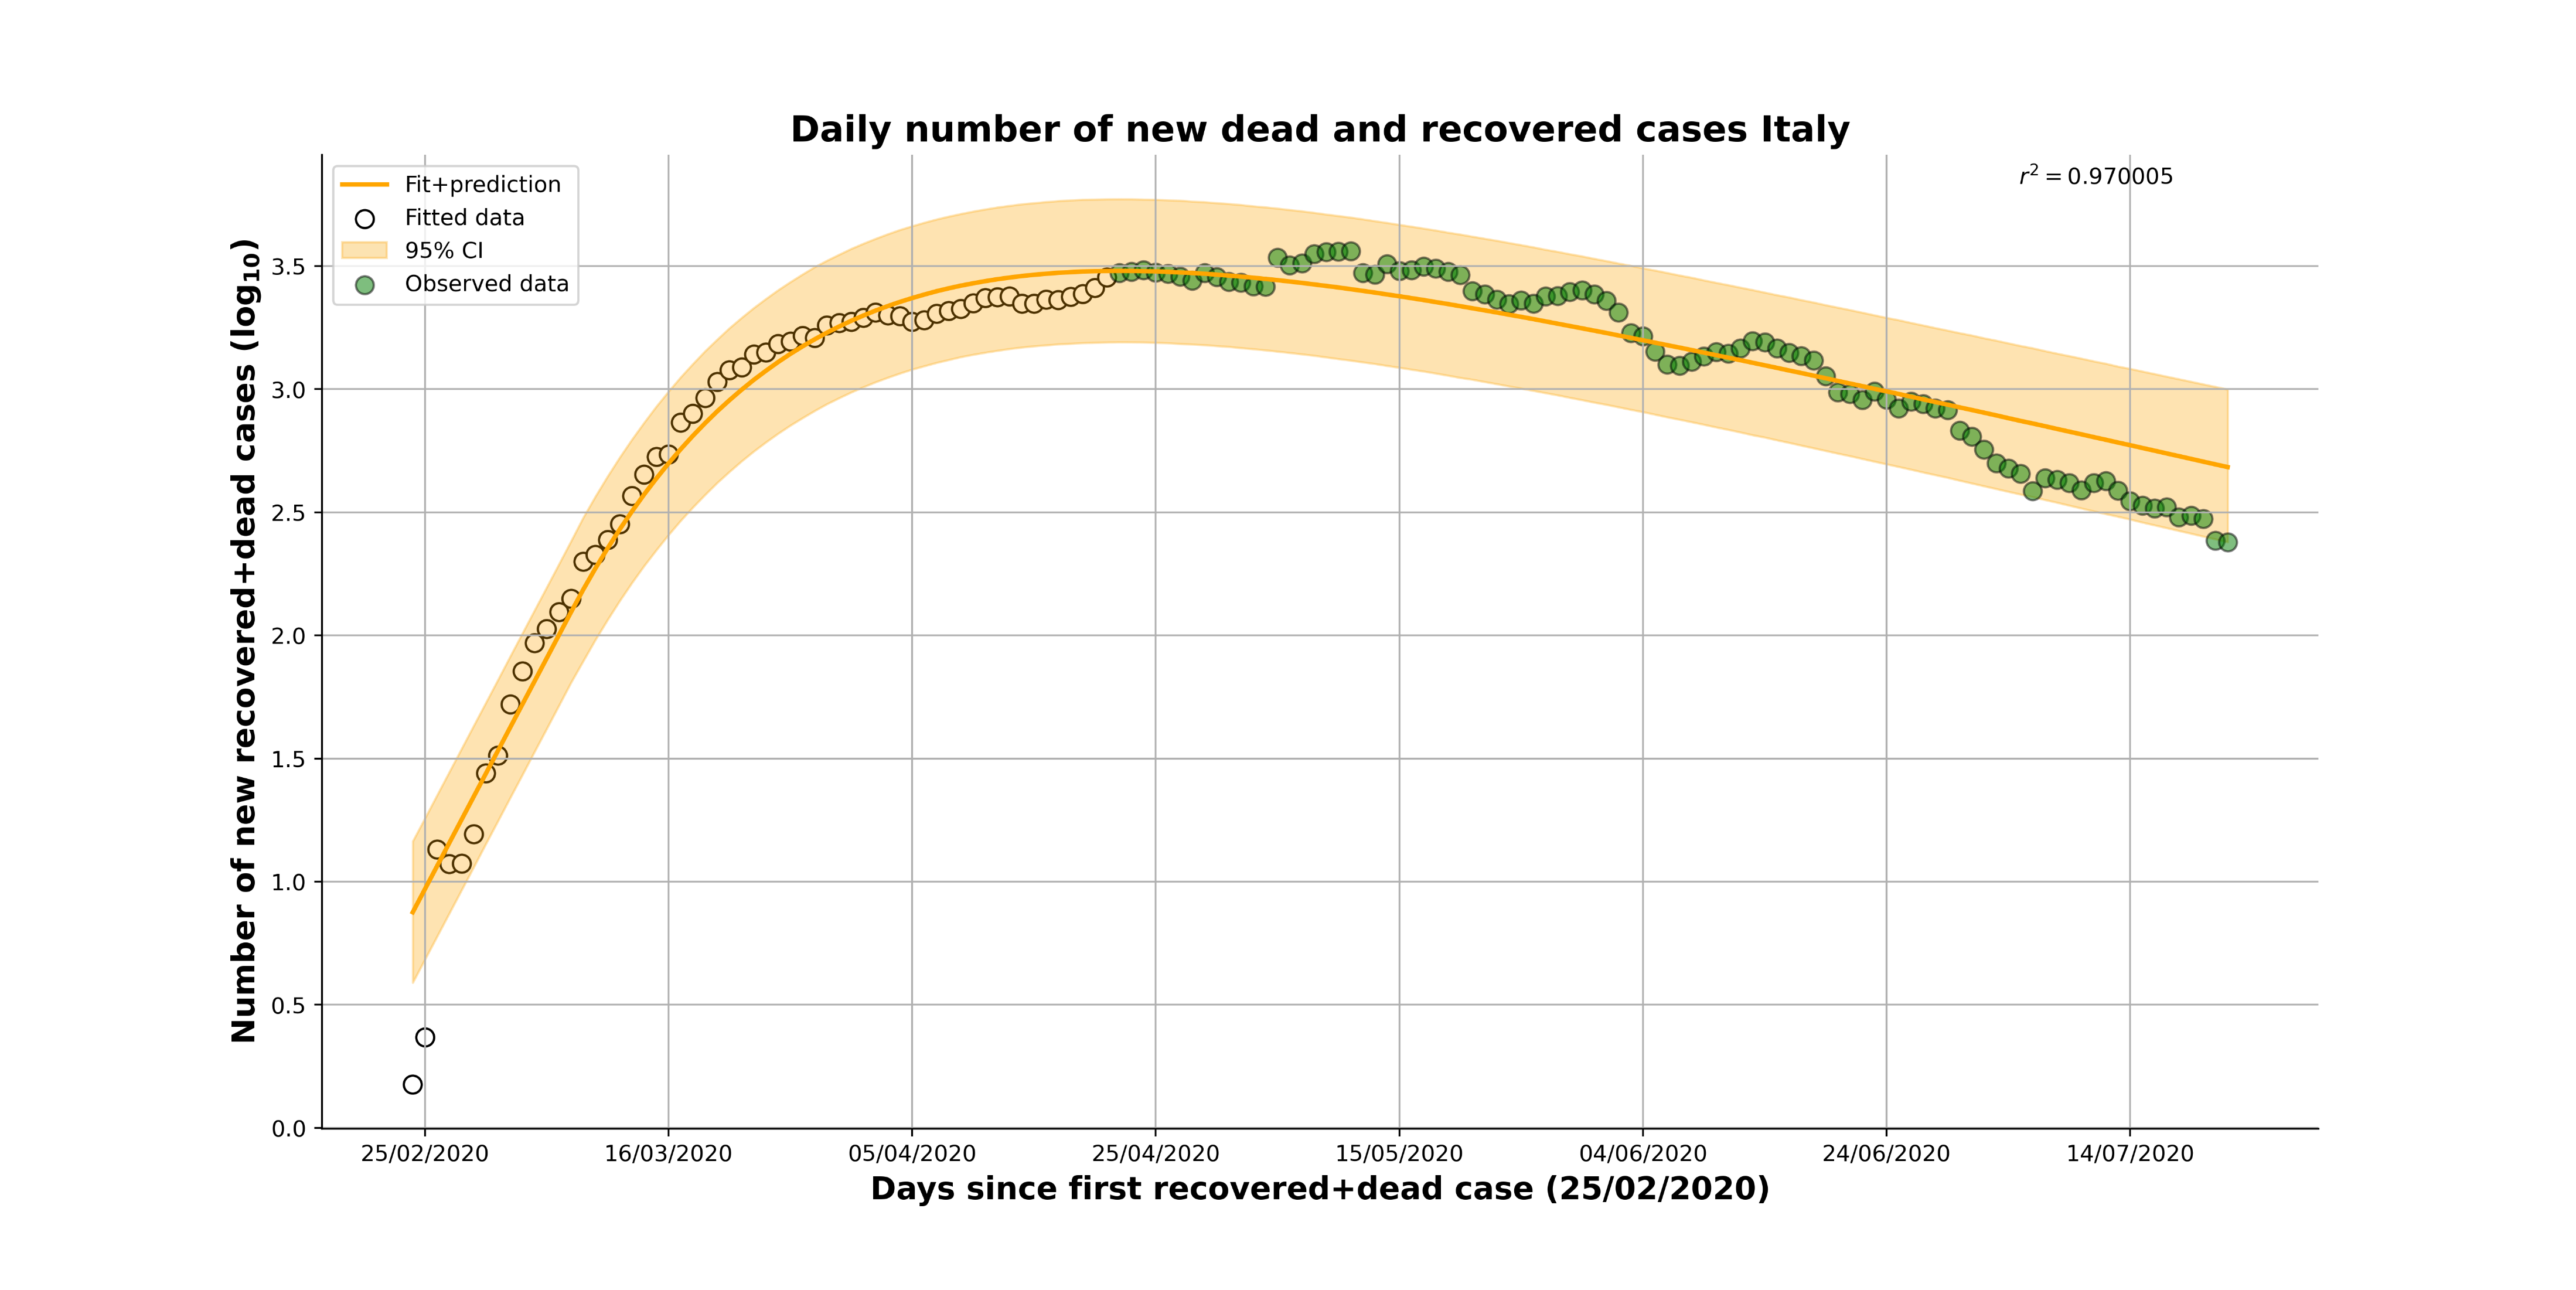 Daily number of new dead and recovered cases Italy
Fit+prediction
Fitted data
95% CI
Observed data
r² = 0.970005
Number of new recovered+dead cases (log₁₀)
3.5
3.0
2.5
2.0
1.5
1.0
0.5
0.0
25/02/2020 16/03/2020 05/04/2020 25/04/2020 15/05/2020 04/06/2020 24/06/2020 14/07/2020
Days since first recovered+dead case (25/02/2020)